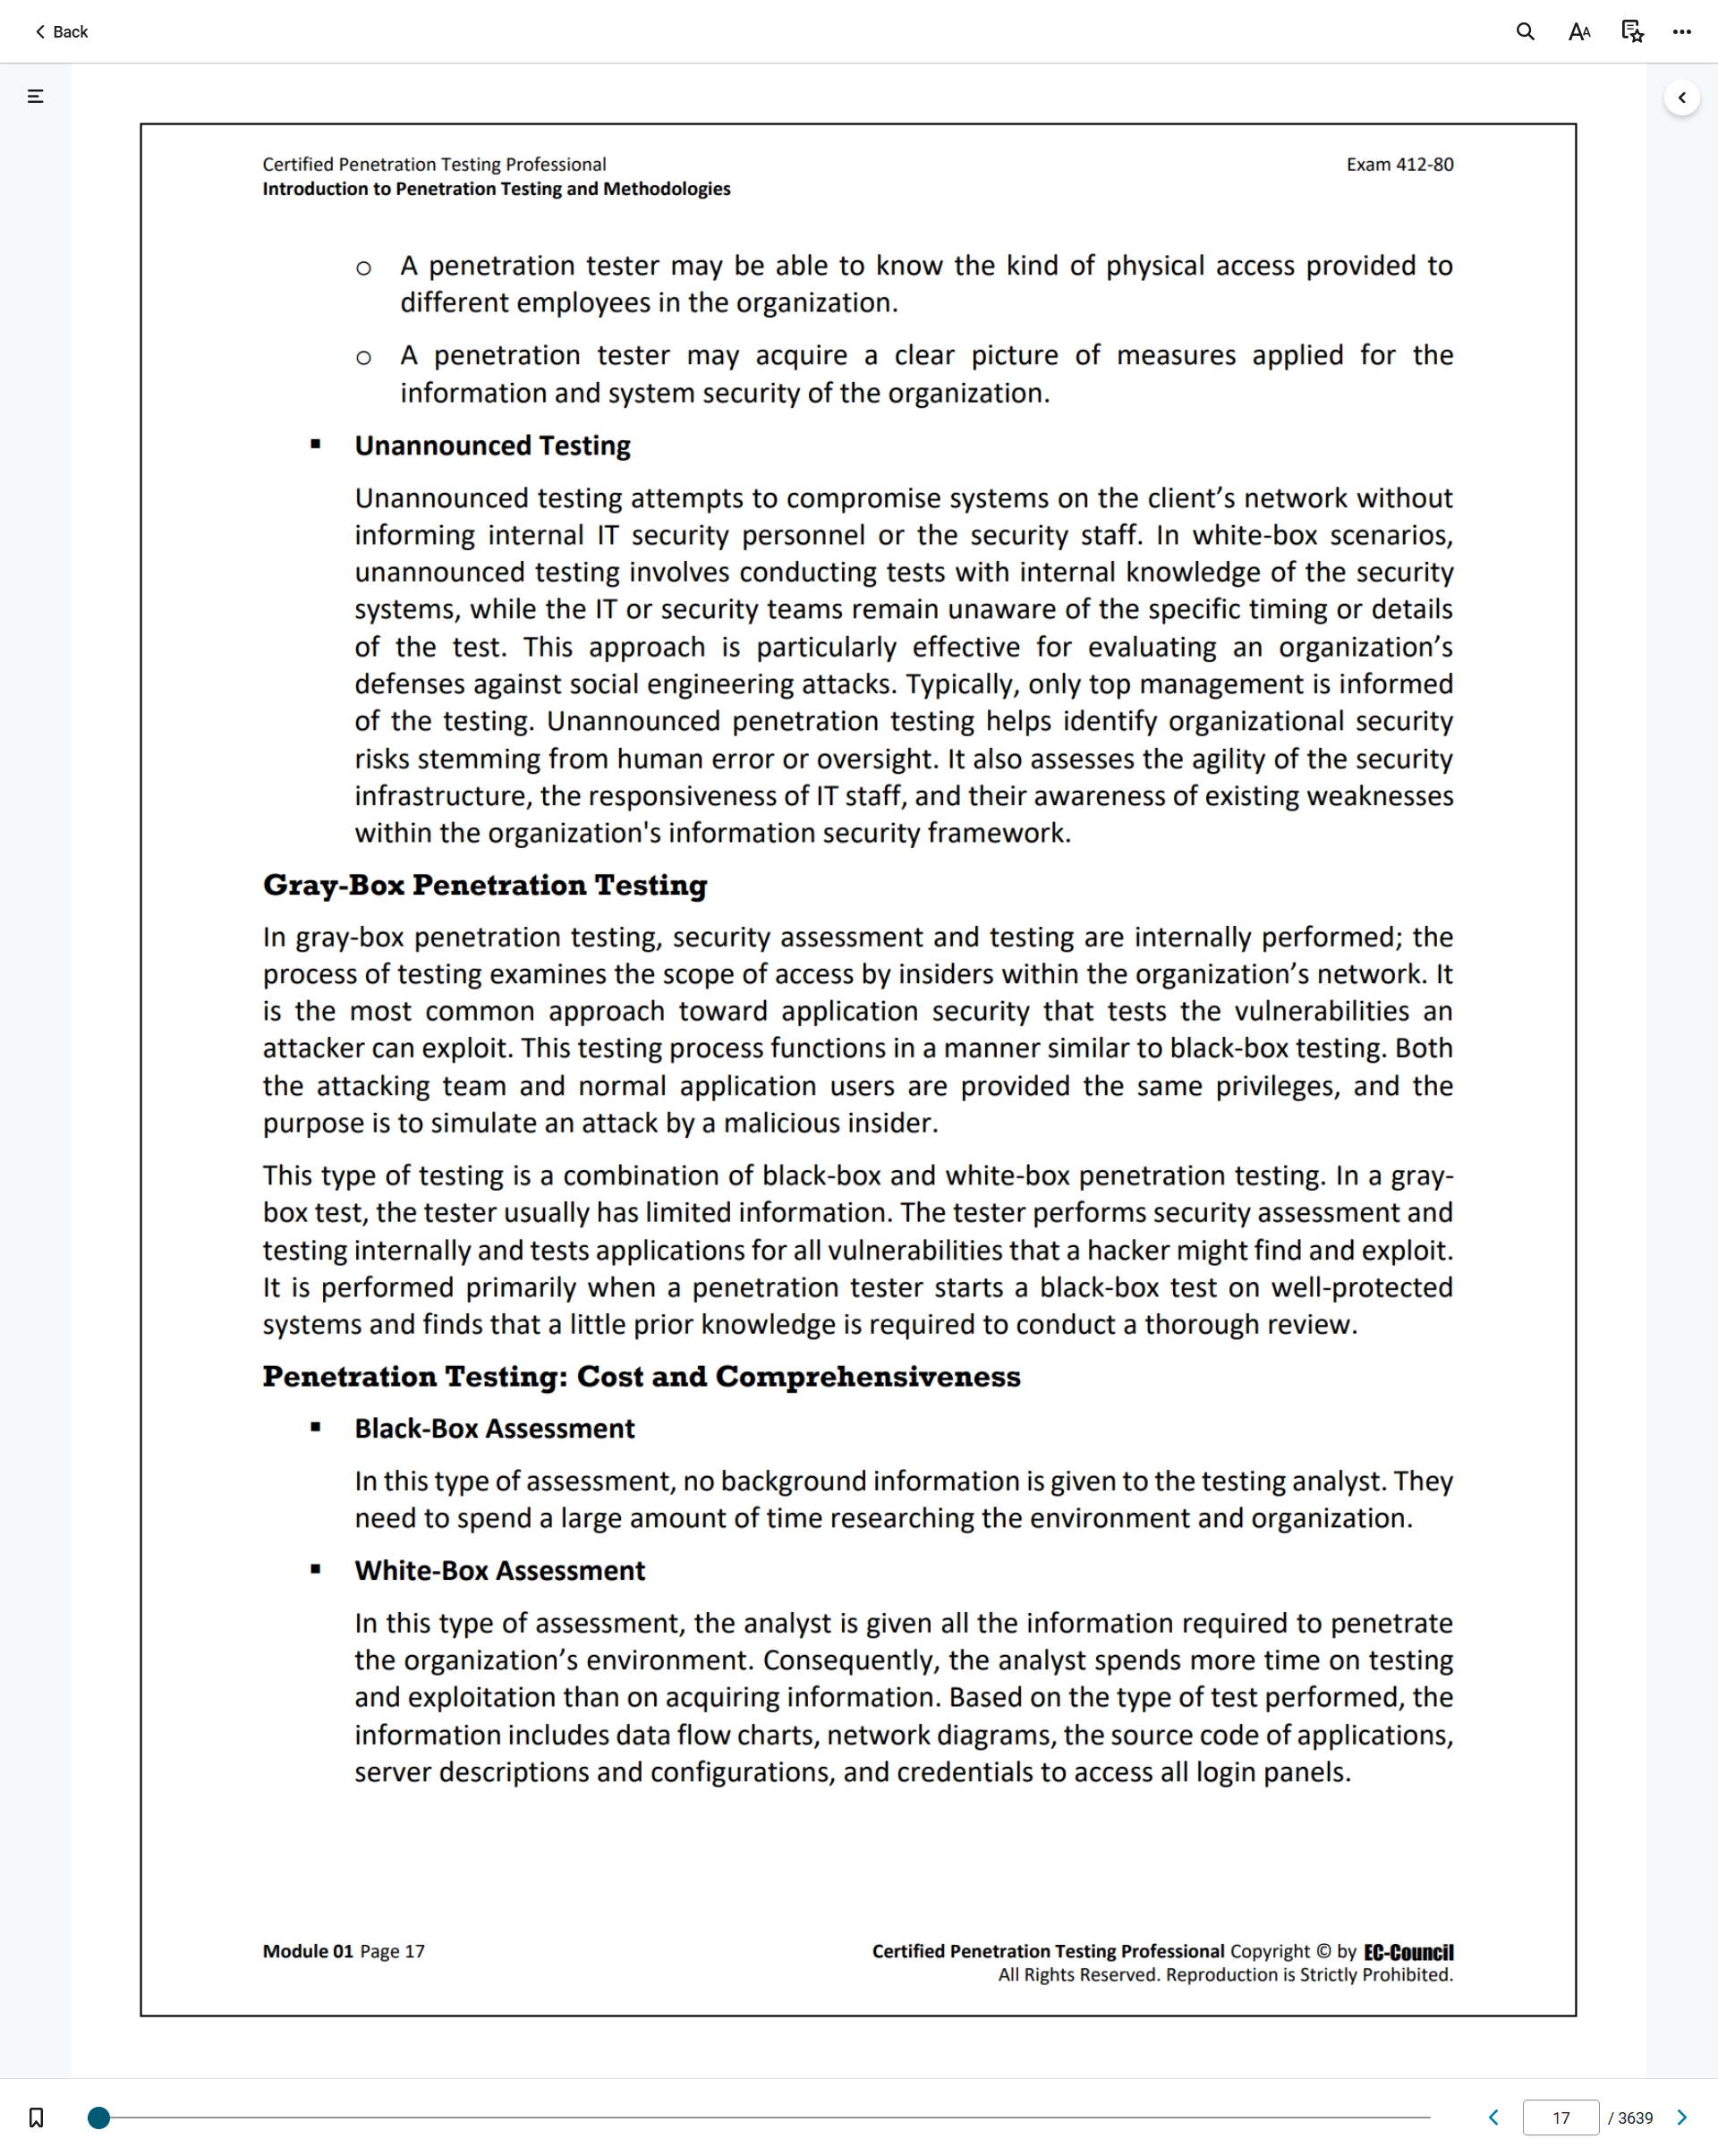 Back
Certified Penetration Testing Professional
Exam 412-80
Introduction to Penetration Testing and Methodologies
o A penetration tester may be able to know the kind of physical access provided to
different employees in the organization.
o A penetration tester may acquire a clear picture of measures applied for the
information and system security of the organization.
▪ Unannounced Testing
Unannounced testing attempts to compromise systems on the client’s network without
informing internal IT security personnel or the security staff. In white-box scenarios,
unannounced testing involves conducting tests with internal knowledge of the security
systems, while the IT or security teams remain unaware of the specific timing or details
of the test. This approach is particularly effective for evaluating an organization’s
defenses against social engineering attacks. Typically, only top management is informed
of the testing. Unannounced penetration testing helps identify organizational security
risks stemming from human error or oversight. It also assesses the agility of the security
infrastructure, the responsiveness of IT staff, and their awareness of existing weaknesses
within the organization's information security framework.
Gray-Box Penetration Testing
In gray-box penetration testing, security assessment and testing are internally performed; the
process of testing examines the scope of access by insiders within the organization’s network. It
is the most common approach toward application security that tests the vulnerabilities an
attacker can exploit. This testing process functions in a manner similar to black-box testing. Both
the attacking team and normal application users are provided the same privileges, and the
purpose is to simulate an attack by a malicious insider.
This type of testing is a combination of black-box and white-box penetration testing. In a gray-
box test, the tester usually has limited information. The tester performs security assessment and
testing internally and tests applications for all vulnerabilities that a hacker might find and exploit.
It is performed primarily when a penetration tester starts a black-box test on well-protected
systems and finds that a little prior knowledge is required to conduct a thorough review.
Penetration Testing: Cost and Comprehensiveness
▪ Black-Box Assessment
In this type of assessment, no background information is given to the testing analyst. They
need to spend a large amount of time researching the environment and organization.
▪ White-Box Assessment
In this type of assessment, the analyst is given all the information required to penetrate
the organization’s environment. Consequently, the analyst spends more time on testing
and exploitation than on acquiring information. Based on the type of test performed, the
information includes data flow charts, network diagrams, the source code of applications,
server descriptions and configurations, and credentials to access all login panels.
Module 01 Page 17
Certified Penetration Testing Professional Copyright © by EC-Council
All Rights Reserved. Reproduction is Strictly Prohibited.
17 / 3639